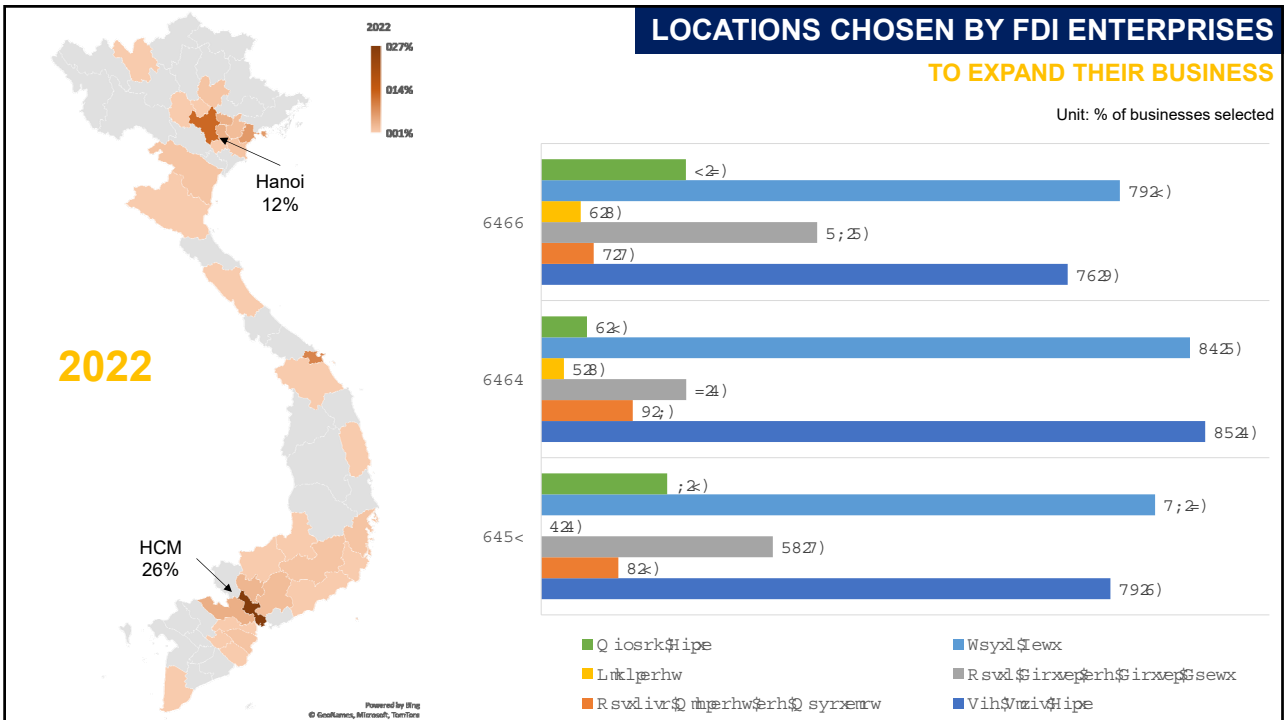 LOCATIONS CHOSEN BY FDI ENTERPRISES
TO EXPAND THEIR BUSINESS
Unit: % of businesses selected
2022
027%
014%
001%
Hanoi
12%
2022
HCM
26%
Powered by Bing
© GeoNames, Microsoft, TomTom
6466
<2=)
792<)
628)
5;25)
727)
7629)
6464
62<)
8425)
528)
=24)
92;)
8524)
645<
;2<)
7;2=)
424)
5827)
82<)
7926)
Qiosrk$Hipxe
Wsyxl$Iewx
Lmklperhw
Rsvxl$Girxvep$erh$Girxvep$Gsewx
Rsvxlivr$Qmhperhw$erh$Qsyrxemrw
Vih$Vmziv$Hipxe